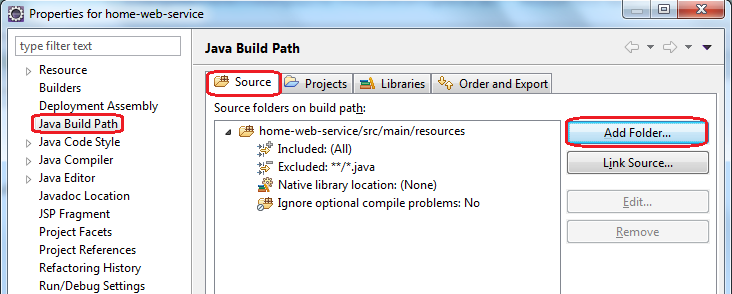 Properties for home-web-service
type filter text
Resource
Builders
Deployment Assembly
Java Build Path
Java Code Style
Java Compiler
Java Editor
Javadoc Location
JSP Fragment
Project Facets
Project References
Refactoring History
Run/Debug Settings
Java Build Path
Source Projects Libraries Order and Export
Source folders on build path:
home-web-service/src/main/resources
Included: (All)
Excluded: **/*.java
Native library location: (None)
Ignore optional compile problems: No
Add Folder...
Link Source...
Edit...
Remove